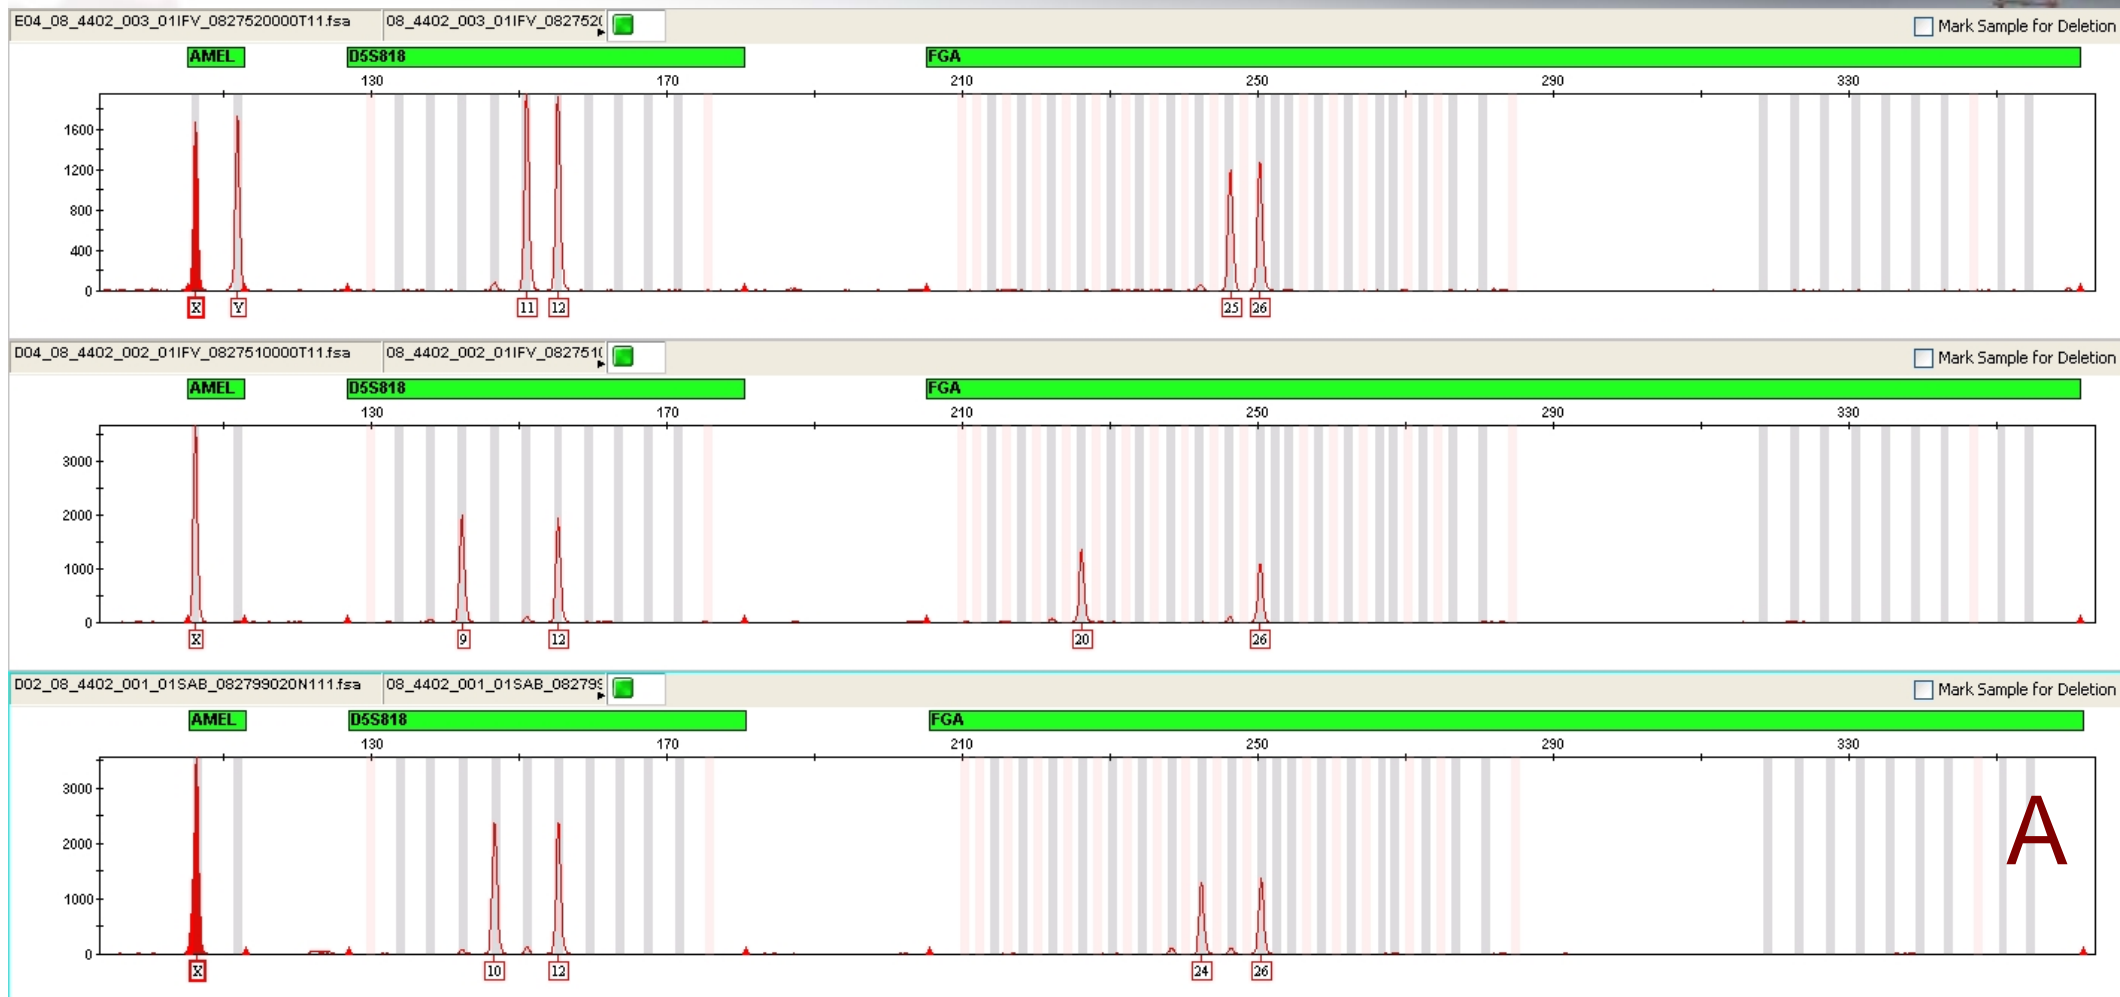 E04_08_4402_003_01IFV_0827520000T11.fsa 08_4402_003_01IFV_082752( Mark Sample for Deletion
AMEL D5S818 FGA
130 170 210 250 290 330
1600
1200
800
400
0
X Y 11 12 25 26
D04_08_4402_002_01IFV_0827510000T11.fsa 08_4402_002_01IFV_082751( Mark Sample for Deletion
AMEL D5S818 FGA
130 170 210 250 290 330
3000
2000
1000
0
X 9 12 20 26
D02_08_4402_001_01SAB_082799020N111.fsa 08_4402_001_01SAB_08279 Mark Sample for Deletion
AMEL D5S818 FGA
130 170 210 250 290 330
3000
2000
1000
0
A
X 10 12 24 26